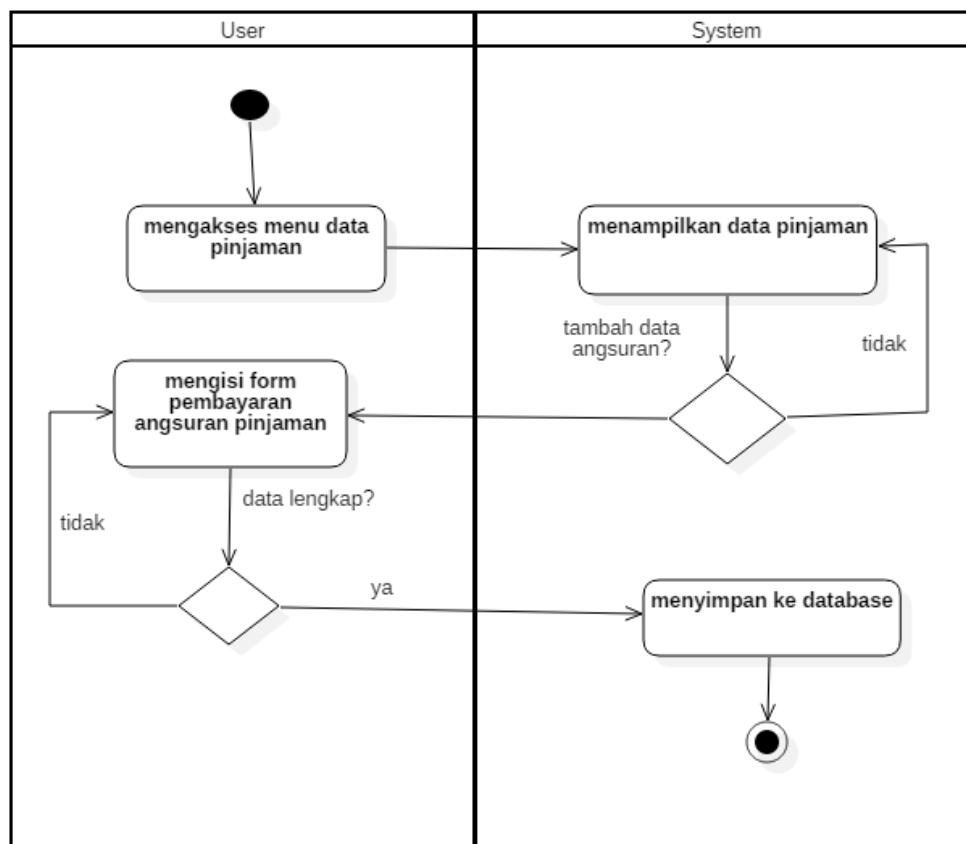 User
System
mengakses menu data
pinjaman
menampilkan data pinjaman
tambah data
angsuran?
tidak
mengisi form
pembayaran
angsuran pinjaman
data lengkap?
tidak
ya
menyimpan ke database